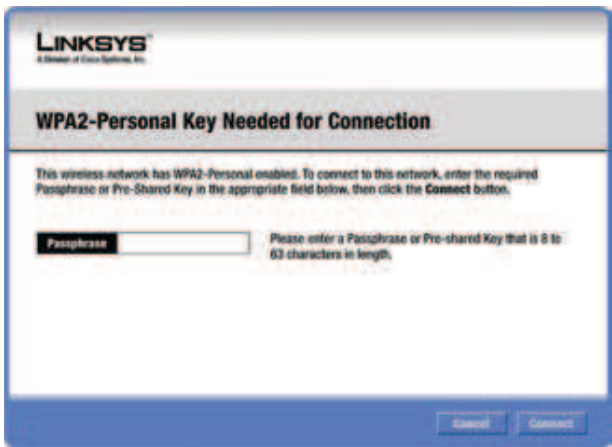 LINKSYS®
A Division of Cisco Systems, Inc.
WPA2-Personal Key Needed for Connection
This wireless network has WPA2-Personal enabled. To connect to this network, enter the required
Passphrase or Pre-Shared Key in the appropriate field below, then click the Connect button.
Passphrase
Please enter a Passphrase or Pre-shared Key that is 8 to
63 characters in length.
Cancel
Connect